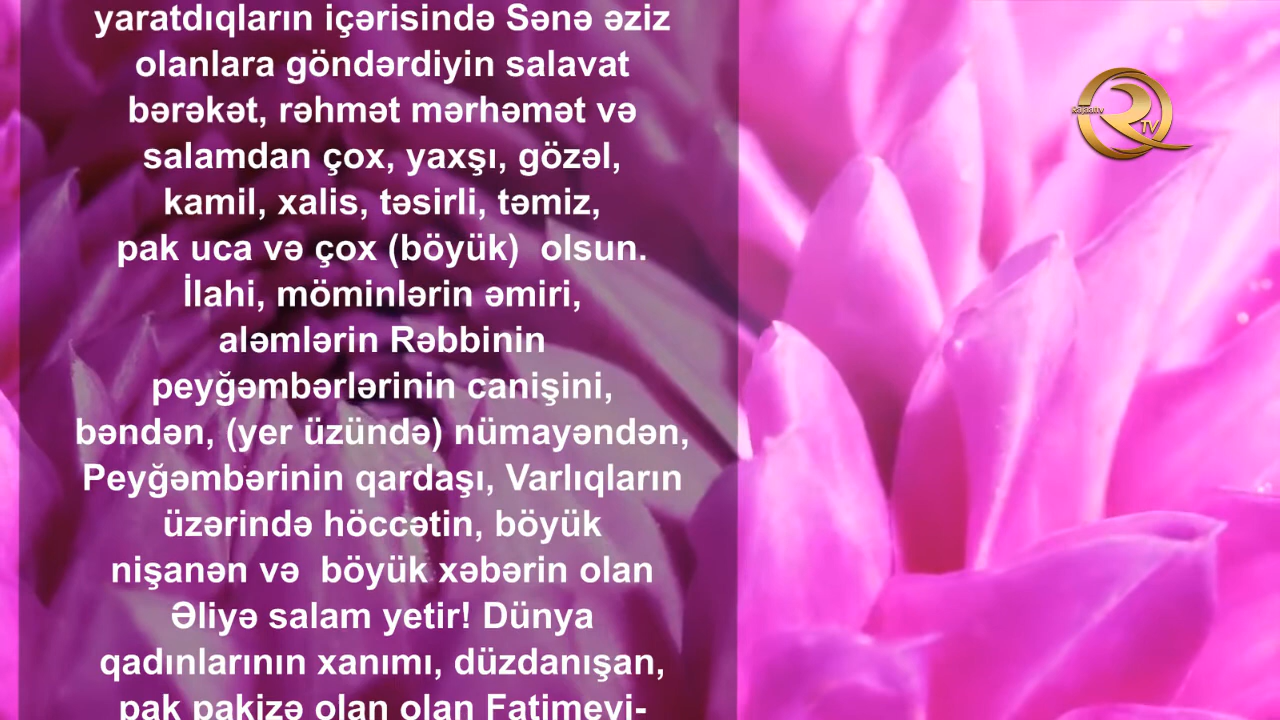 yaratdıqların içərisində Sənə əziz
olanlara göndərdiyin salavat
bərəkət, rəhmət mərhəmət və
salamdan çox, yaxşı, gözəl,
kamil, xalis, təsirli, təmiz,
pak uca və çox (böyük)  olsun.
İlahi, möminlərin əmiri,
aləmlərin Rəbbinin
peyğəmbərlərinin canişini,
bəndən, (yer üzündə) nümayəndən,
Peyğəmbərinin qardaşı, Varlıqların
üzərində höccətin, böyük
nişanən və  böyük xəbərin olan
Əliyə salam yetir! Dünya
qadınlarının xanımı, düzdanışan,
pak pakizə olan olan Fatimeyi-
TV